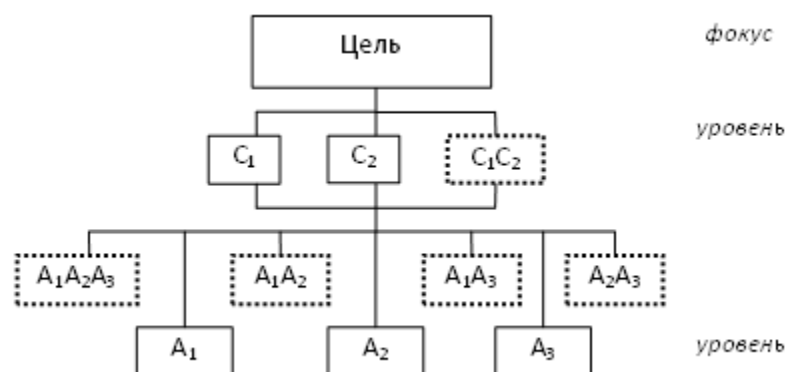 Цель
фокус
уровень
C₁
C₂
C₁C₂
A₁A₂A₃
A₁A₂
A₁A₃
A₂A₃
A₁
A₂
A₃
уровень